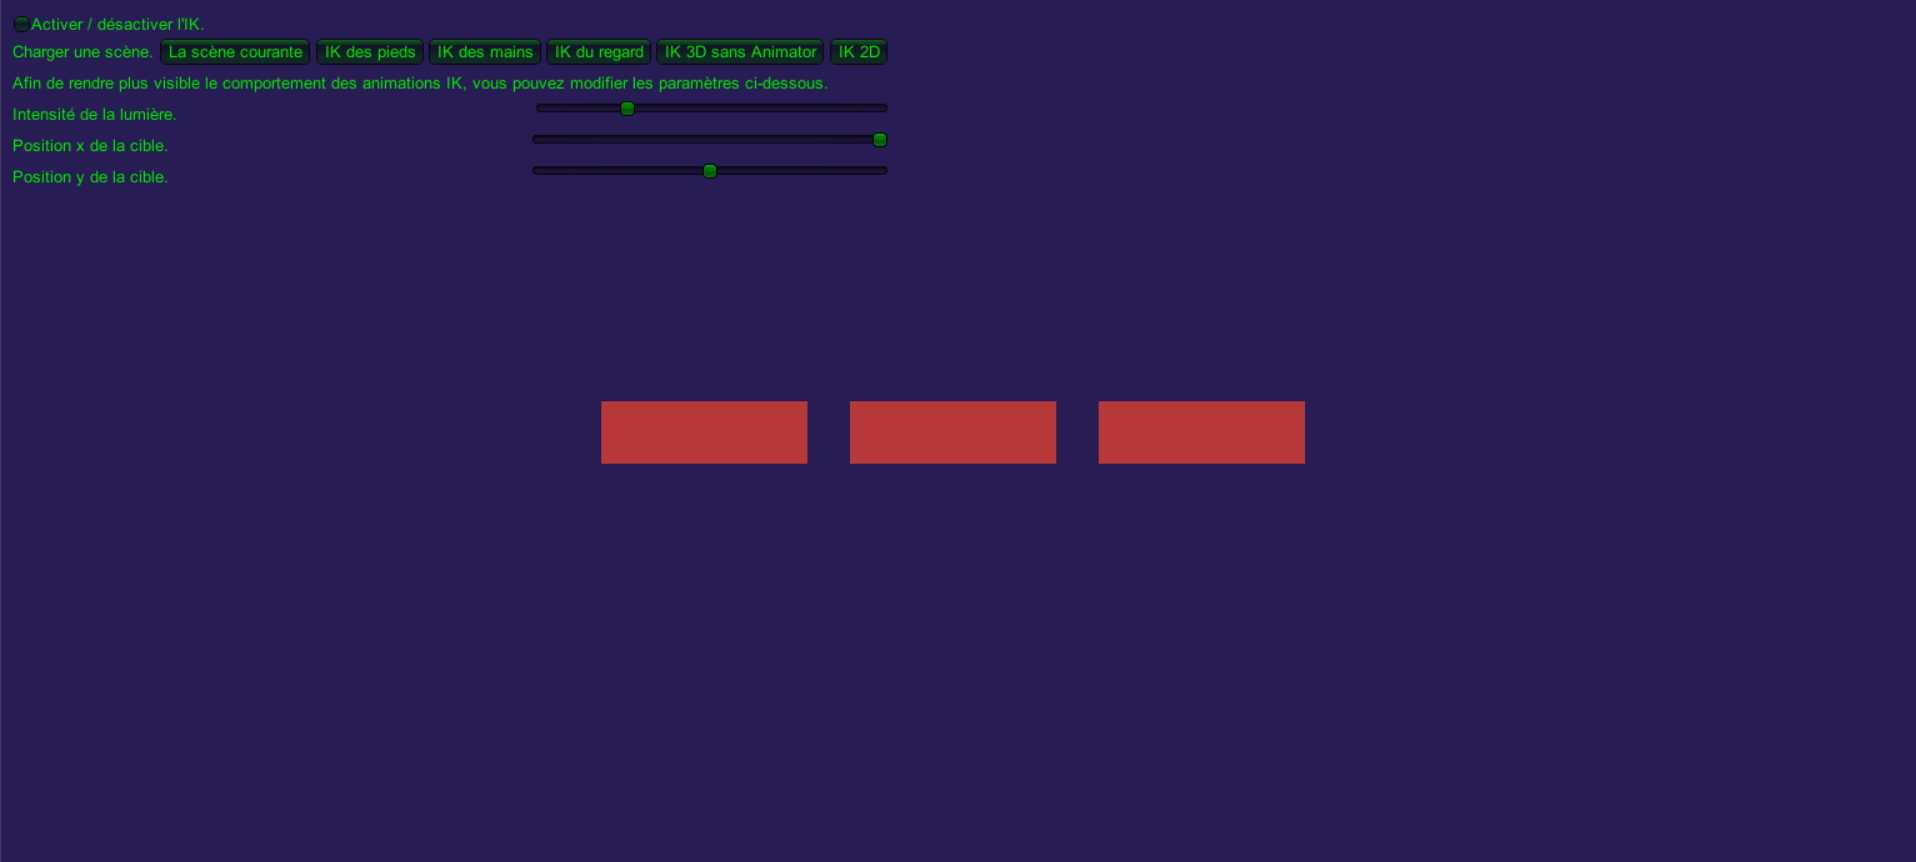 Activer / désactiver l'IK.
Charger une scène. La scène courante IK des pieds IK des mains IK du regard IK 3D sans Animator IK 2D
Afin de rendre plus visible le comportement des animations IK, vous pouvez modifier les paramètres ci-dessous.
Intensité de la lumière.
Position x de la cible.
Position y de la cible.